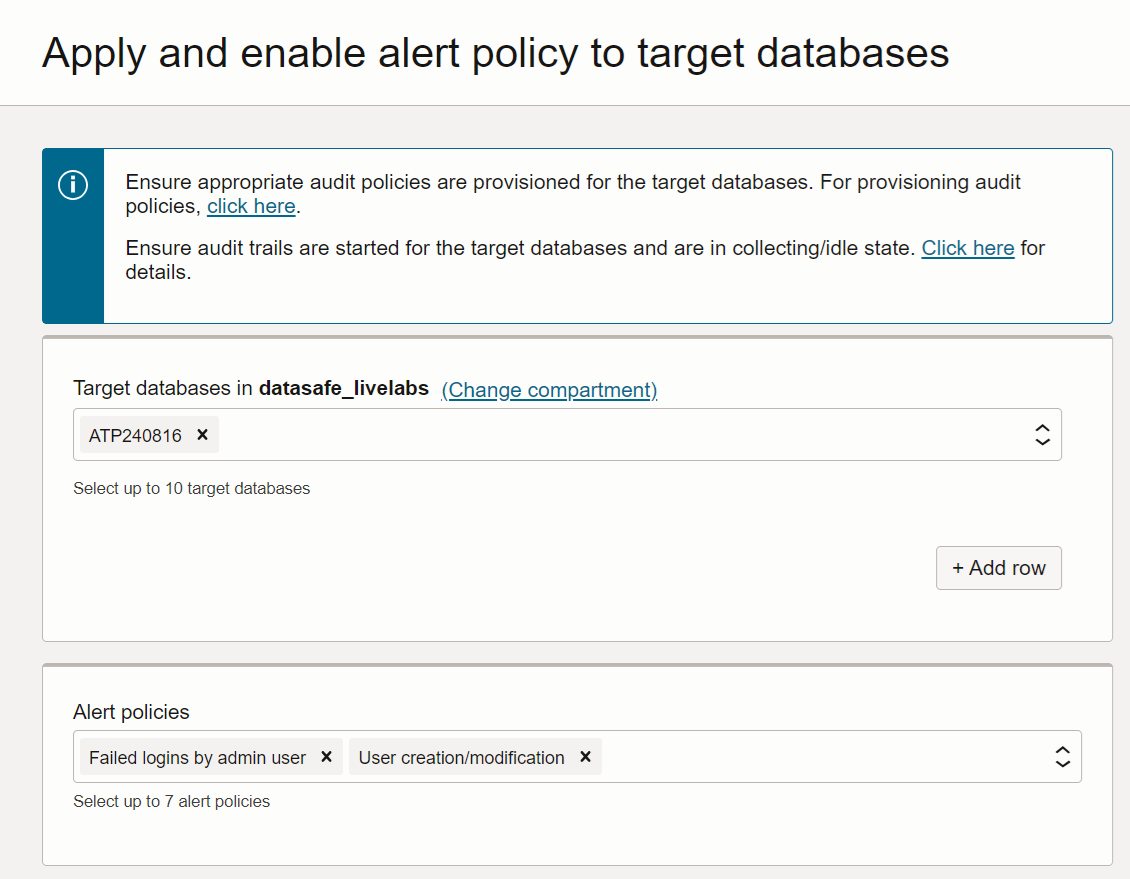 Apply and enable alert policy to target databases
Ensure appropriate audit policies are provisioned for the target databases. For provisioning audit
policies, click here.
Ensure audit trails are started for the target databases and are in collecting/idle state. Click here for
details.
Target databases in datasafe_livelabs (Change compartment)
ATP240816 ×
Select up to 10 target databases
+ Add row
Alert policies
Failed logins by admin user × User creation/modification ×
Select up to 7 alert policies